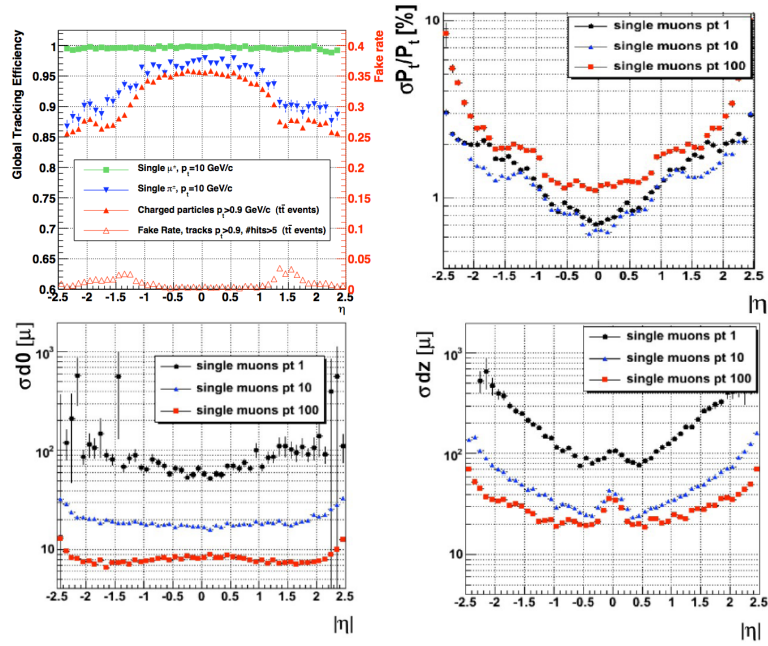 Global Tracking Efficiency
1
0.95
0.9
0.85
0.8
0.75
0.7
0.65
0.6
Single μ±, pt=10 GeV/c
Single π±, pt=10 GeV/c
Charged particles pt>0.9 GeV/c (tt̄ events)
Fake Rate, tracks pt>0.9, #hits>5 (tt̄ events)
Fake rate
0.4
0.35
0.3
0.25
0.2
0.15
0.1
0.05
0
-2.5 -2 -1.5 -1 -0.5 0 0.5 1 1.5 2 2.5
η
σPt/Pt [%]
10
1
single muons pt 1
single muons pt 10
single muons pt 100
-2.5 -2 -1.5 -1 -0.5 0 0.5 1 1.5 2 2.5
|η
σd0 [μ]
10³
10²
10
single muons pt 1
single muons pt 10
single muons pt 100
-2.5 -2 -1.5 -1 -0.5 0 0.5 1 1.5 2 2.5
|η|
σdz [μ]
10³
10²
10
single muons pt 1
single muons pt 10
single muons pt 100
-2.5 -2 -1.5 -1 -0.5 0 0.5 1 1.5 2 2.5
|η|